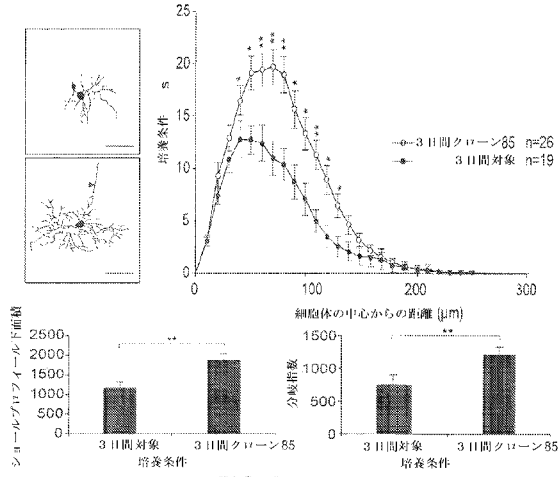 25
20
15
10
5
0
培養条件
s
3日間クローン85 n=26
3日間対象 n=19
0
100
200
300
細胞体の中心からの距離 (μm)
ショールプロフィールド面積
2500
2000
1500
1000
500
0
**
3日間対象
3日間クローン85
培養条件
分岐指数
1500
1000
500
0
**
3日間対象
3日間クローン85
培養条件